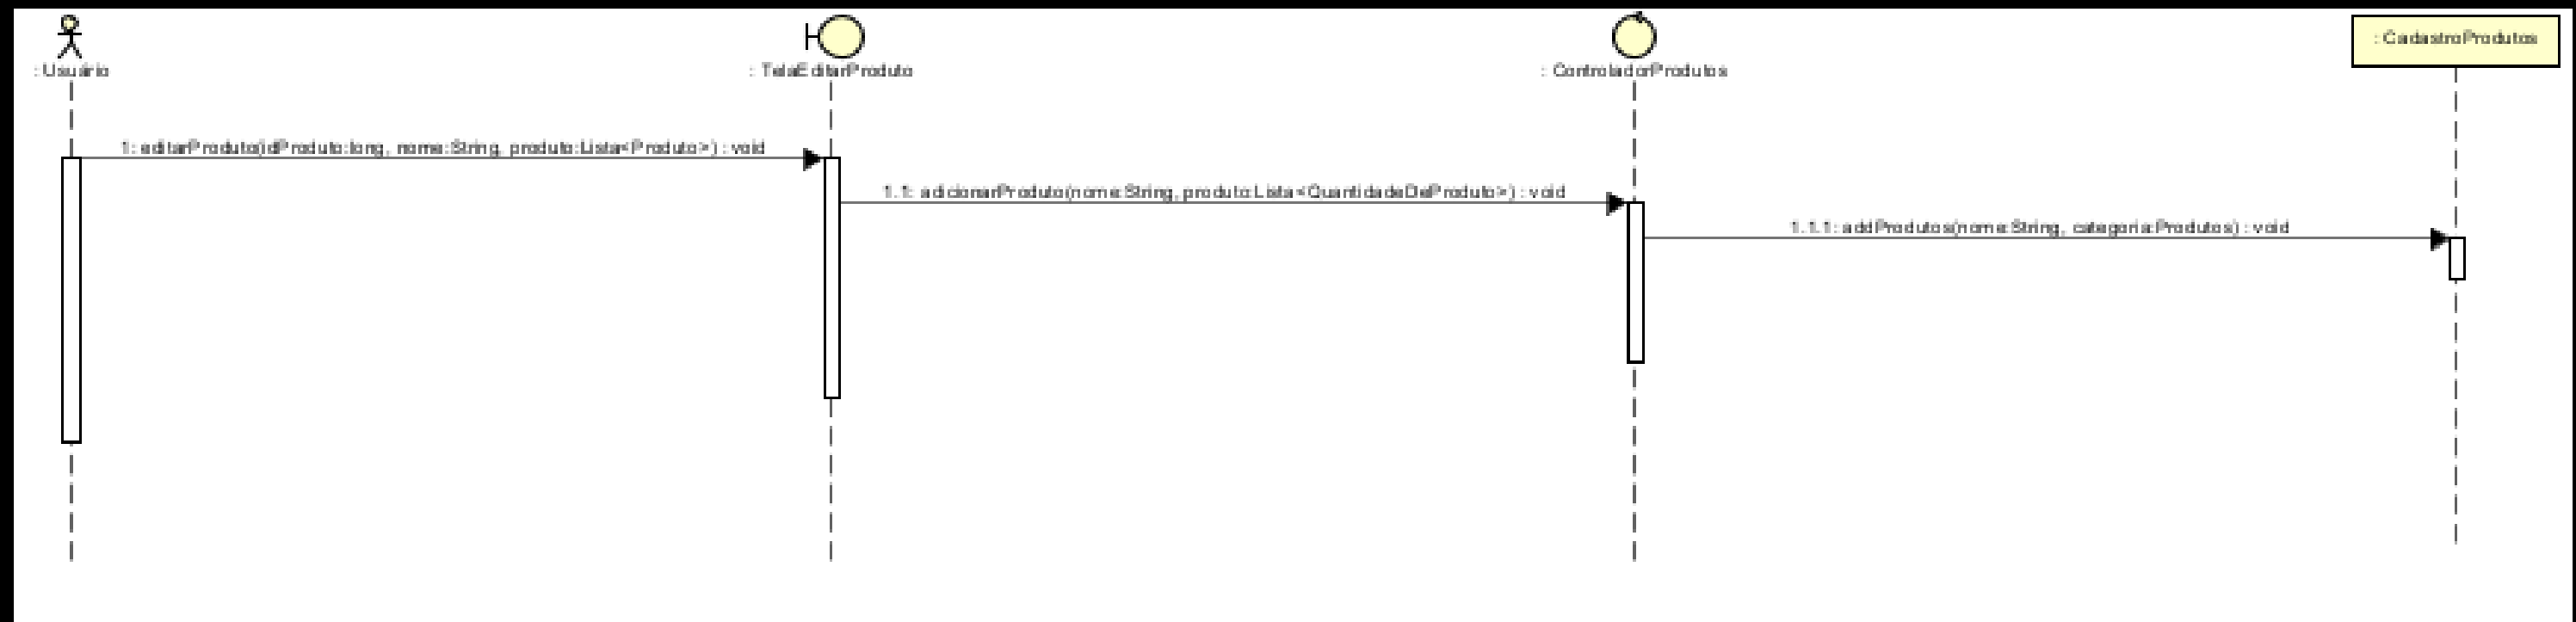 : Usuário
: TelaEditarProduto
: ControladorProdutos
: CadastroProdutos
1: editarProduto(idProduto:long, nome:String, produto:Lista<Produto>) : void
1.1: adicionarProduto(nome:String, produto:Lista<QuantidadeDeProduto>) : void
1.1.1: addProdutos(nome:String, categoria:Produtos) : void